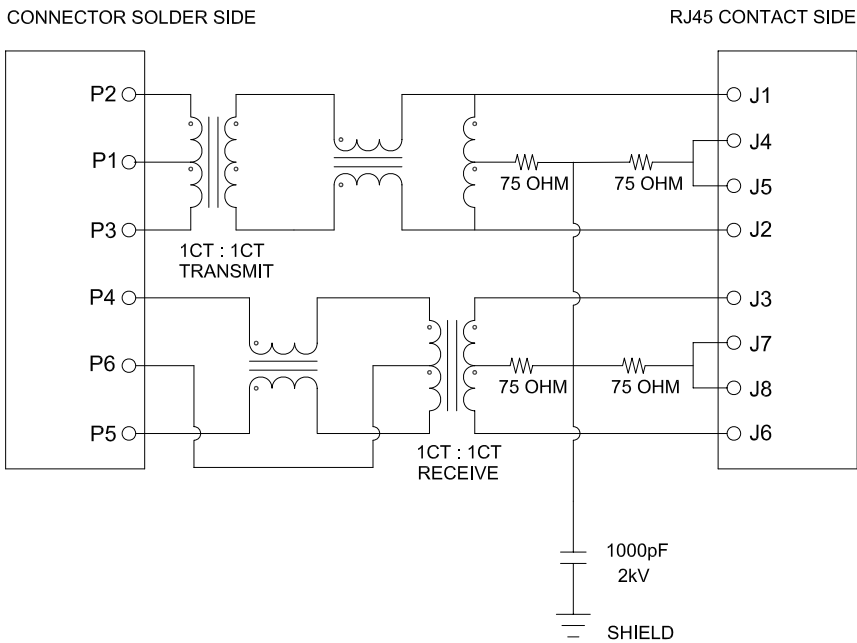 CONNECTOR SOLDER SIDE
RJ45 CONTACT SIDE
P2
J1
J4
P1
75 OHM
75 OHM
J5
P3
J2
1CT : 1CT
TRANSMIT
P4
J3
J7
P6
75 OHM
75 OHM
J8
P5
J6
1CT : 1CT
RECEIVE
1000pF
2kV
SHIELD